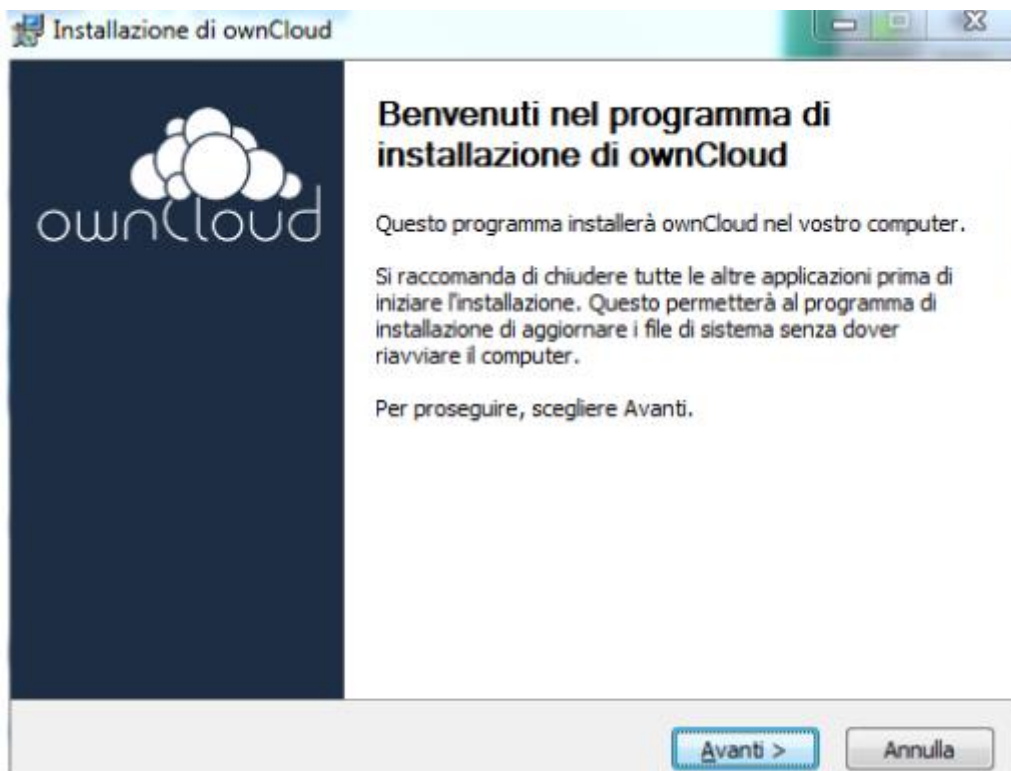 Installazione di ownCloud
ownCloud
Benvenuti nel programma di
installazione di ownCloud
Questo programma installerà ownCloud nel vostro computer.
Si raccomanda di chiudere tutte le altre applicazioni prima di
iniziare l'installazione. Questo permetterà al programma di
installazione di aggiornare i file di sistema senza dover
riavviare il computer.
Per proseguire, scegliere Avanti.
Avanti >
Annulla